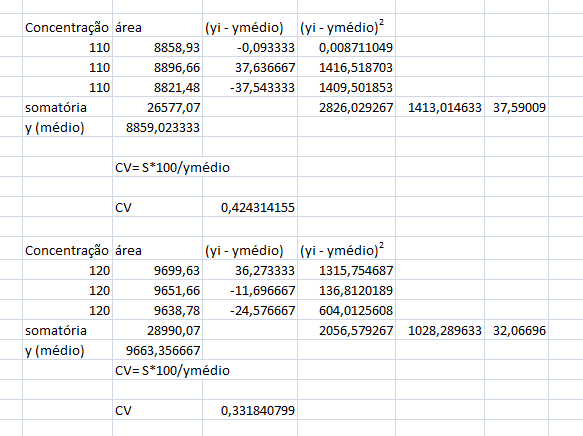 Concentração área (yi - ymédio) (yi - ymédio)²
110 8858,93 -0,093333 0,008711049
110 8896,66 37,636667 1416,518703
110 8821,48 -37,543333 1409,501853
somatória 26577,07 2826,029267 1413,014633 37,59009
y (médio) 8859,023333
CV= S*100/ymédio
CV 0,424314155
Concentração área (yi - ymédio) (yi - ymédio)²
120 9699,63 36,273333 1315,754687
120 9651,66 -11,696667 136,8120189
120 9638,78 -24,576667 604,0125608
somatória 28990,07 2056,579267 1028,289633 32,06696
y (médio) 9663,356667
CV= S*100/ymédio
CV 0,331840799